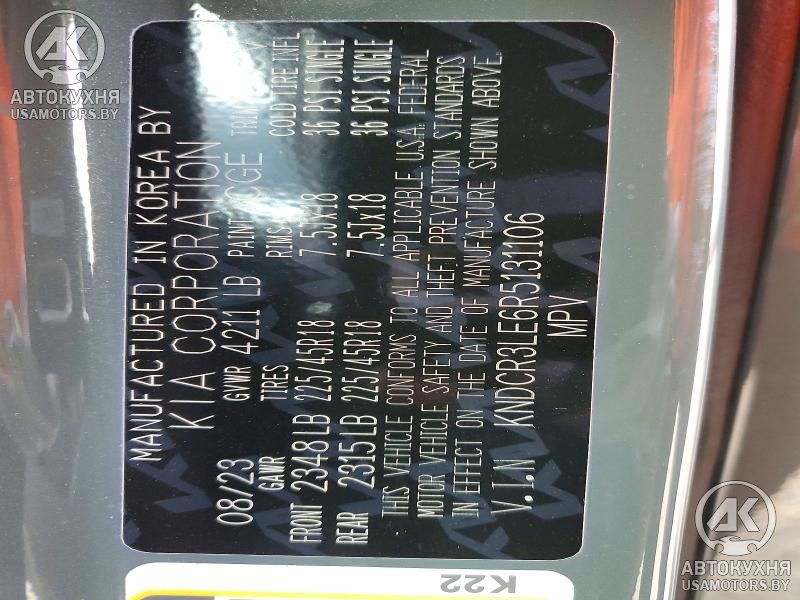 MANUFACTURED IN KOREA BY
KIA CORPORATION
08/23 GVWR 4211 LB PAINT CGE TRIM V
GAWR TIRES RIMS COLD TIRE INFL
FRONT 2348 LB 225/45R18 7.5Jx18 36 PSI SINGLE
REAR 2315 LB 225/45R18 7.5Jx18 36 PSI SINGLE
THIS VEHICLE CONFORMS TO ALL APPLICABLE U.S.A. FEDERAL
MOTOR VEHICLE SAFETY AND THEFT PREVENTION STANDARDS
IN EFFECT ON THE DATE OF MANUFACTURE SHOWN ABOVE.
V.I.N KNDCR3LE6R5131106
MPV
K22
АВТОКУХНЯ
USAMOTORS.BY
АВТОКУХНЯ
USAMOTORS.BY